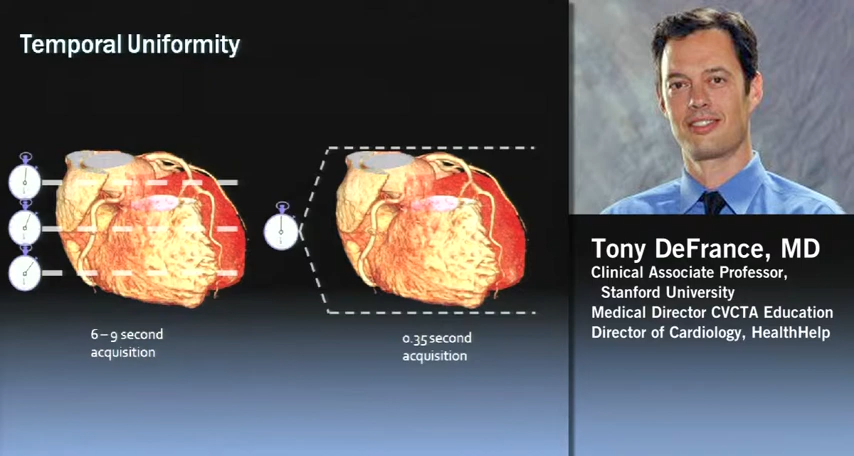 Temporal Uniformity
6–9 second
acquisition
0.35 second
acquisition
Tony DeFrance, MD
Clinical Associate Professor,
Stanford University
Medical Director CVCTA Education
Director of Cardiology, HealthHelp